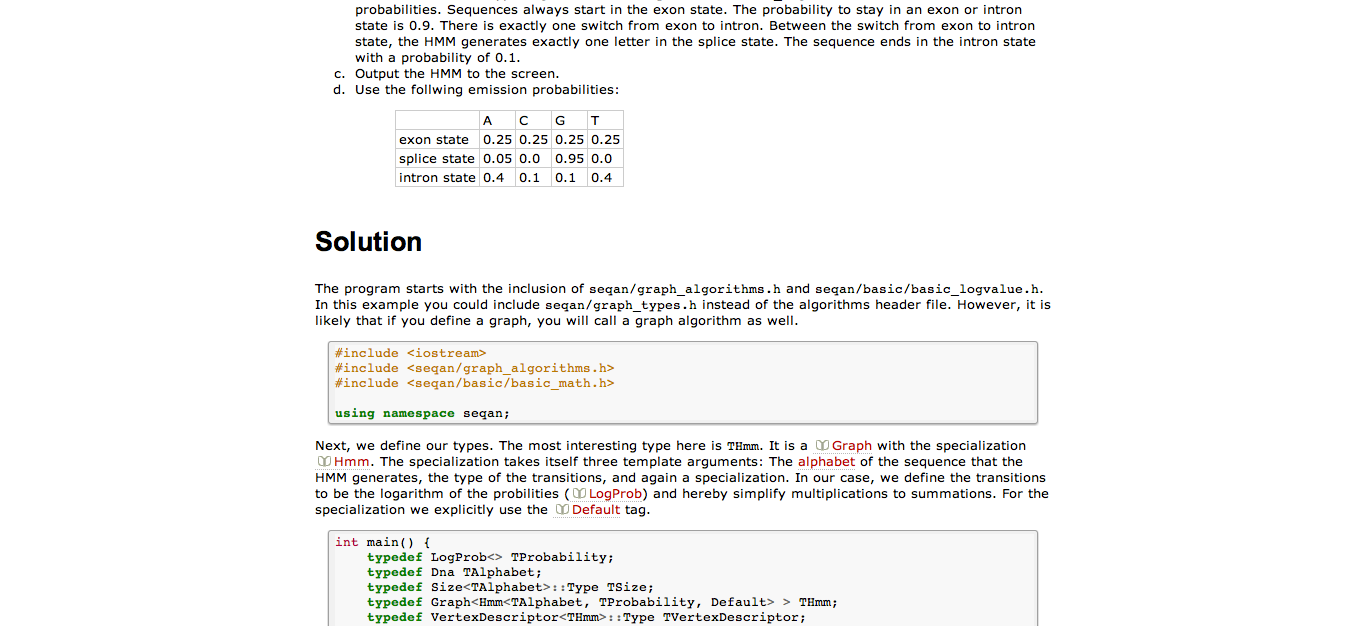 probabilities. Sequences always start in the exon state. The probability to stay in an exon or intron
state is 0.9. There is exactly one switch from exon to intron. Between the switch from exon to intron
state, the HMM generates exactly one letter in the splice state. The sequence ends in the intron state
with a probability of 0.1.
c. Output the HMM to the screen.
d. Use the follwing emission probabilities:
A C G T
exon state 0.25 0.25 0.25 0.25
splice state 0.05 0.0 0.95 0.0
intron state 0.4 0.1 0.1 0.4
Solution
The program starts with the inclusion of seqan/graph_algorithms.h and seqan/basic/basic_logvalue.h.
In this example you could include seqan/graph_types.h instead of the algorithms header file. However, it is
likely that if you define a graph, you will call a graph algorithm as well.
#include <iostream>
#include <seqan/graph_algorithms.h>
#include <seqan/basic/basic_math.h>
using namespace seqan;
Next, we define our types. The most interesting type here is THmm. It is a Graph with the specialization
Hmm. The specialization takes itself three template arguments: The alphabet of the sequence that the
HMM generates, the type of the transitions, and again a specialization. In our case, we define the transitions
to be the logarithm of the probilities ( LogProb) and hereby simplify multiplications to summations. For the
specialization we explicitly use the Default tag.
int main() {
typedef LogProb<> TProbability;
typedef Dna TAlphabet;
typedef Size<TAlphabet>::Type TSize;
typedef Graph<Hmm<TAlphabet, TProbability, Default> > THmm;
typedef VertexDescriptor<THmm>::Type TVertexDescriptor;